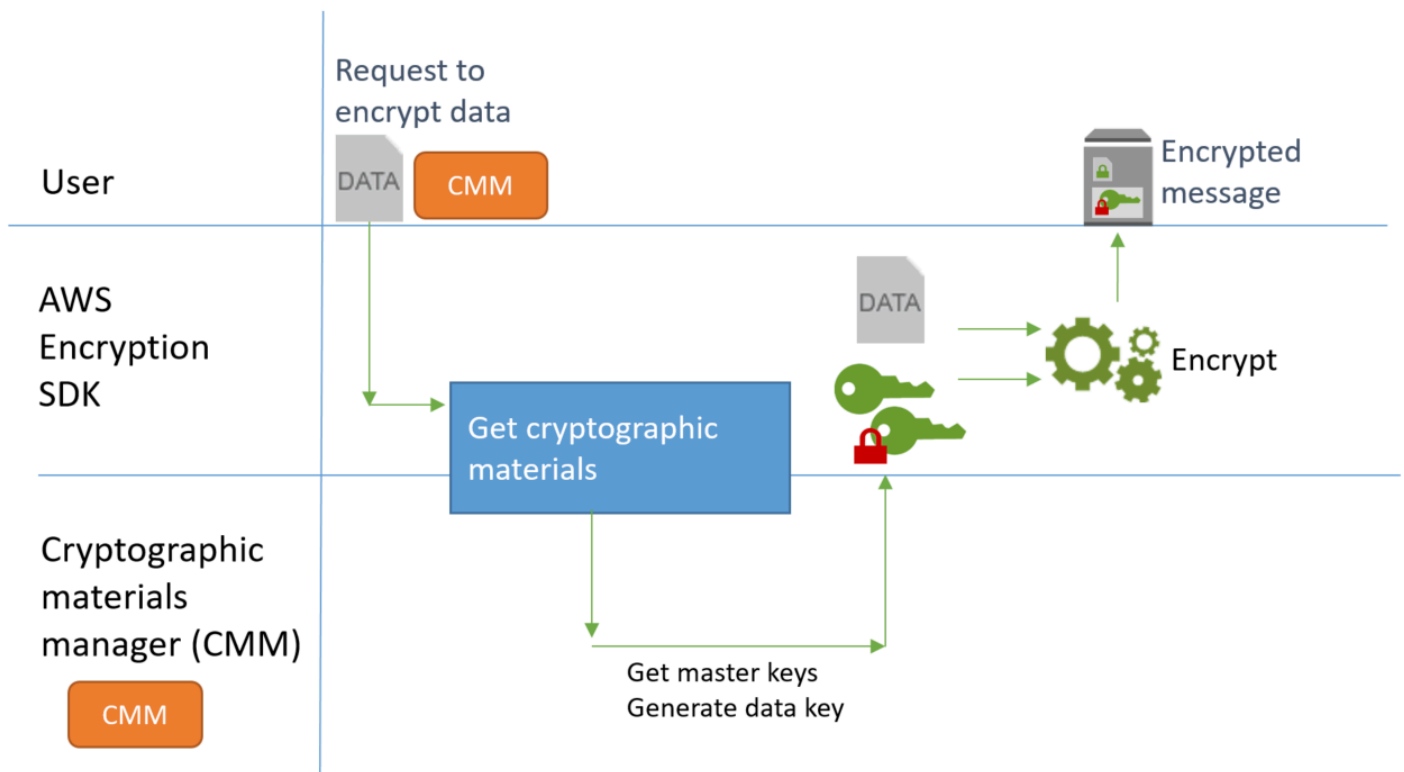 Request to
encrypt data
User
DATA
CMM
Encrypted
message
AWS
Encryption
SDK
DATA
Encrypt
Get cryptographic
materials
Cryptographic
materials
manager (CMM)
CMM
Get master keys
Generate data key